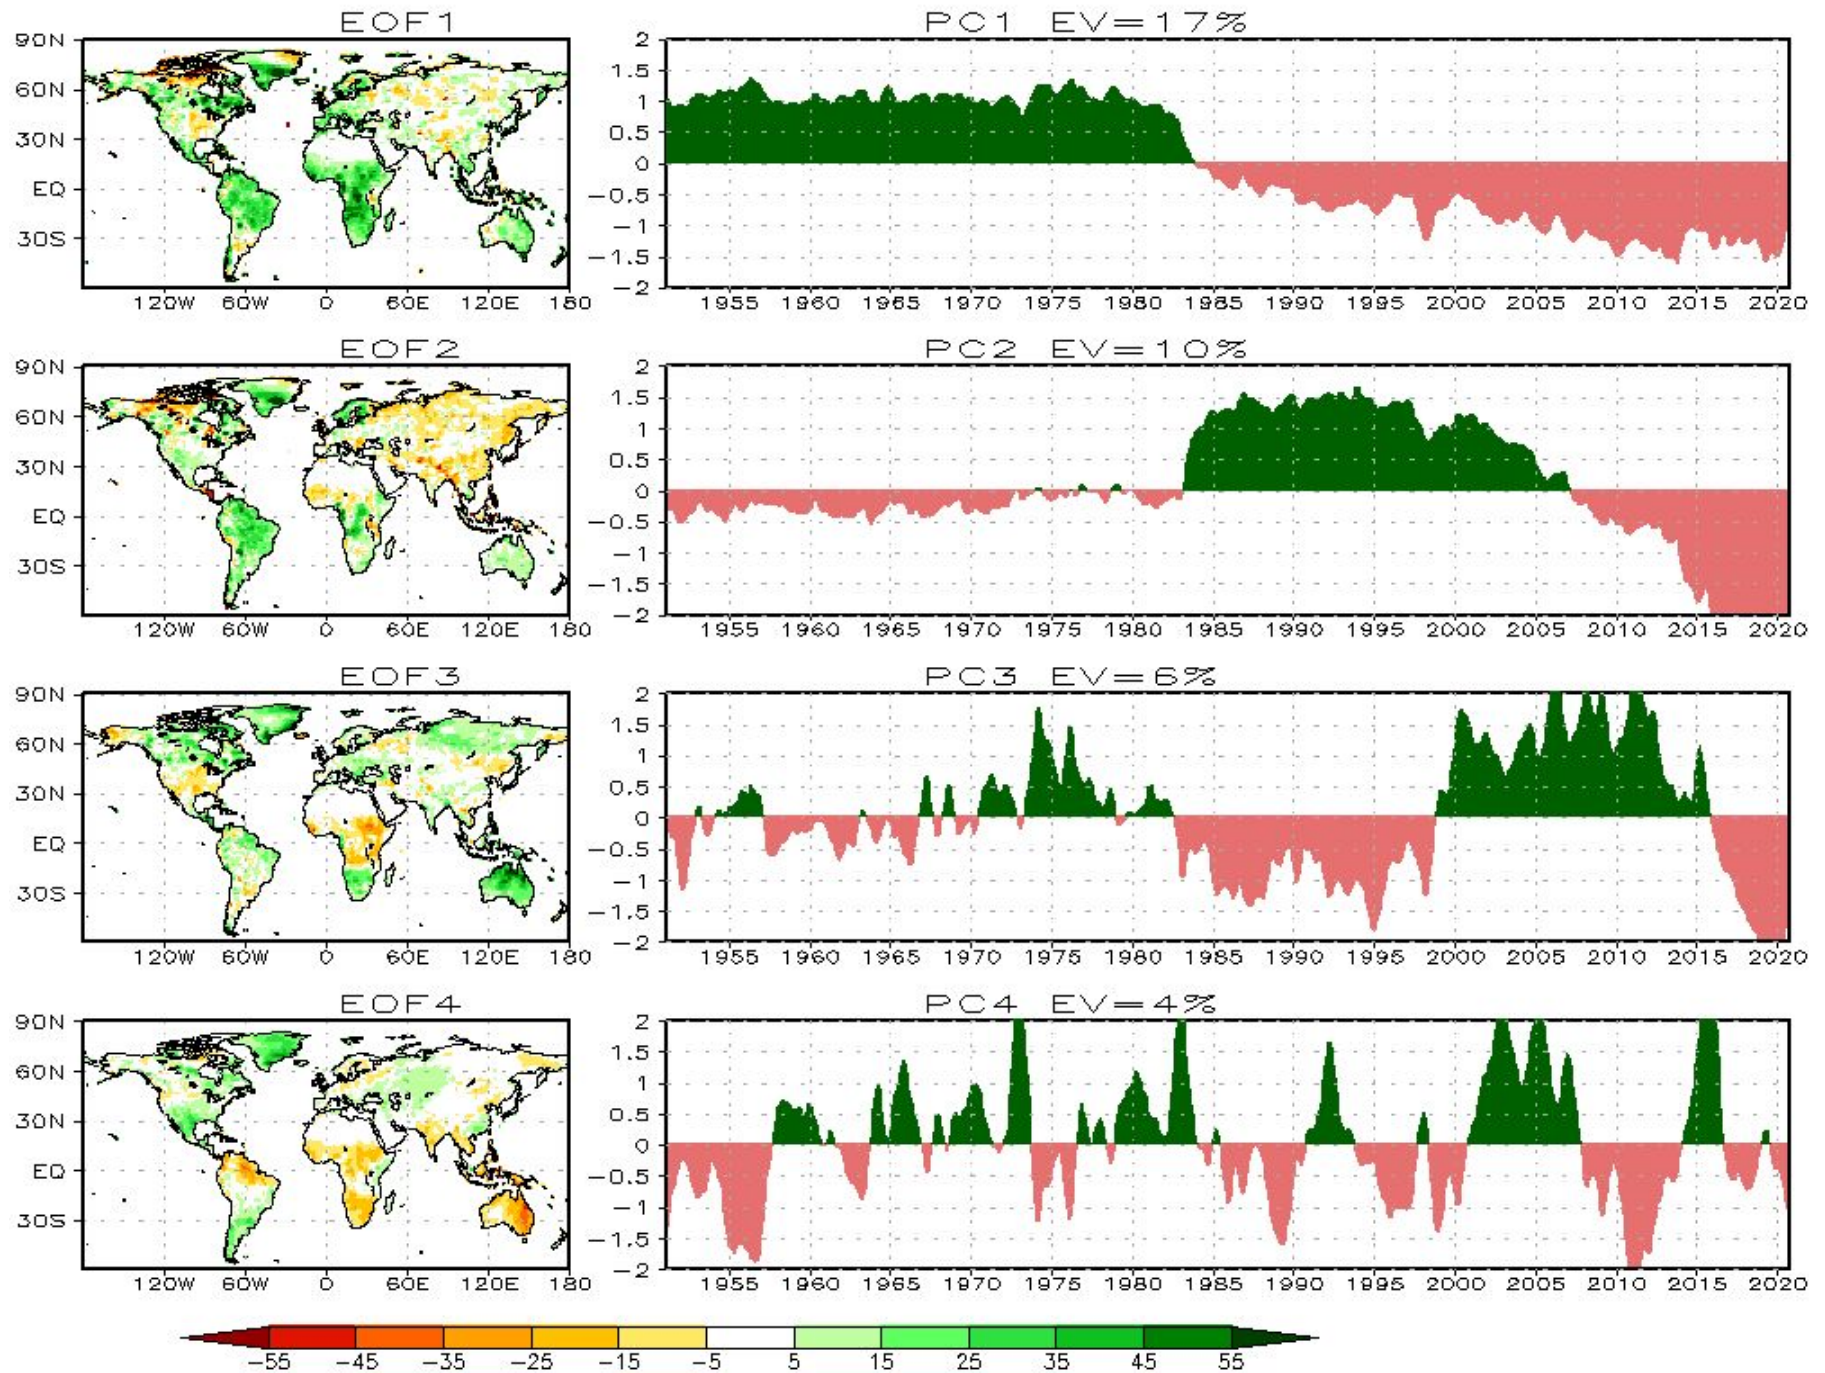 EOF1 PC1 EV=17%
90N 2
1.5
60N 1
0.5
30N 0
EQ −0.5
−1
30S −1.5
−2
120W 60W 0 60E 120E 180 1955 1960 1965 1970 1975 1980 1985 1990 1995 2000 2005 2010 2015 2020
EOF2 PC2 EV=10%
90N 2
1.5
60N 1
0.5
30N 0
EQ −0.5
−1
30S −1.5
−2
120W 60W 0 60E 120E 180 1955 1960 1965 1970 1975 1980 1985 1990 1995 2000 2005 2010 2015 2020
EOF3 PC3 EV=6%
90N 2
1.5
60N 1
0.5
30N 0
EQ −0.5
−1
30S −1.5
−2
120W 60W 0 60E 120E 180 1955 1960 1965 1970 1975 1980 1985 1990 1995 2000 2005 2010 2015 2020
EOF4 PC4 EV=4%
90N 2
1.5
60N 1
0.5
30N 0
EQ −0.5
−1
30S −1.5
−2
120W 60W 0 60E 120E 180 1955 1960 1965 1970 1975 1980 1985 1990 1995 2000 2005 2010 2015 2020
−55 −45 −35 −25 −15 −5 5 15 25 35 45 55